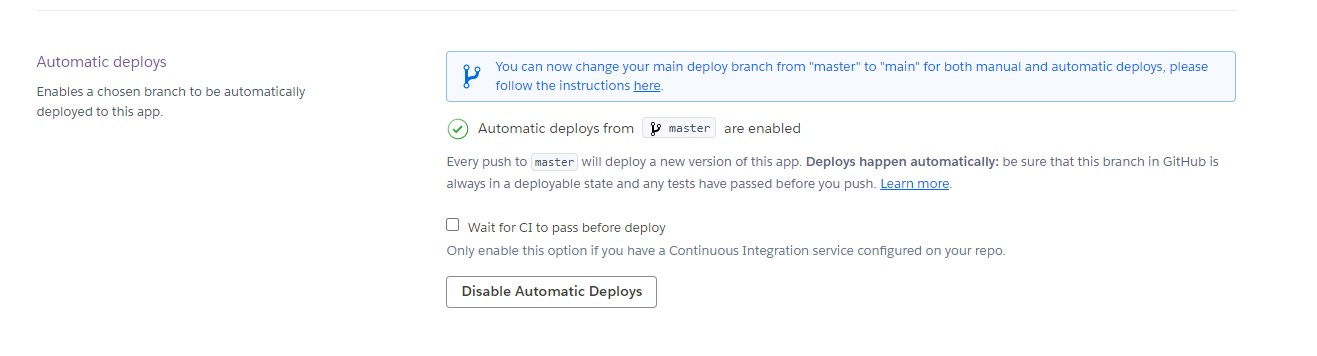 Automatic deploys
Enables a chosen branch to be automatically
deployed to this app.
You can now change your main deploy branch from "master" to "main" for both manual and automatic deploys, please
follow the instructions here.
Automatic deploys from master are enabled
Every push to master will deploy a new version of this app. Deploys happen automatically: be sure that this branch in GitHub is
always in a deployable state and any tests have passed before you push. Learn more.
Wait for CI to pass before deploy
Only enable this option if you have a Continuous Integration service configured on your repo.
Disable Automatic Deploys